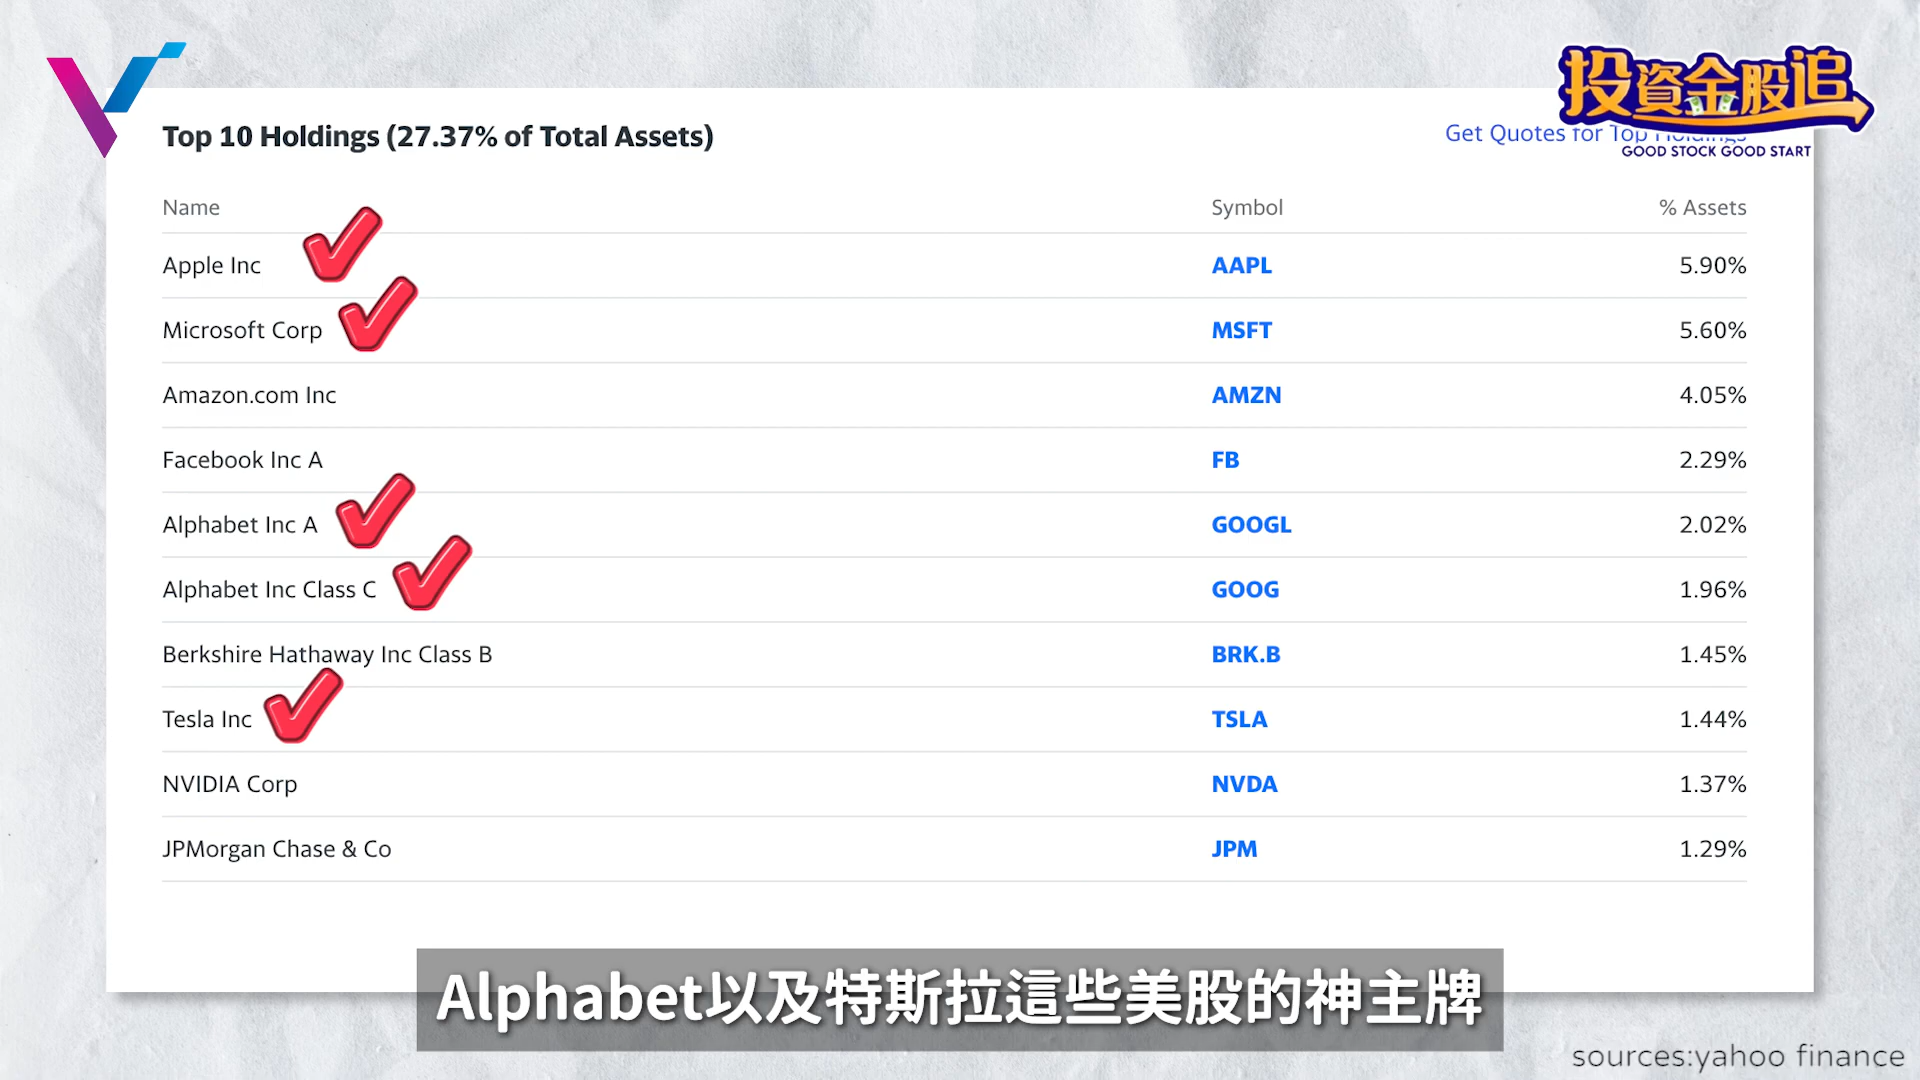 投資金股追
GOOD STOCK GOOD START
Top 10 Holdings (27.37% of Total Assets)
Get Quotes for Top Holdings
Name Symbol % Assets
Apple Inc AAPL 5.90%
Microsoft Corp MSFT 5.60%
Amazon.com Inc AMZN 4.05%
Facebook Inc A FB 2.29%
Alphabet Inc A GOOGL 2.02%
Alphabet Inc Class C GOOG 1.96%
Berkshire Hathaway Inc Class B BRK.B 1.45%
Tesla Inc TSLA 1.44%
NVIDIA Corp NVDA 1.37%
JPMorgan Chase & Co JPM 1.29%
Alphabet以及特斯拉這些美股的神主牌
sources:yahoo finance